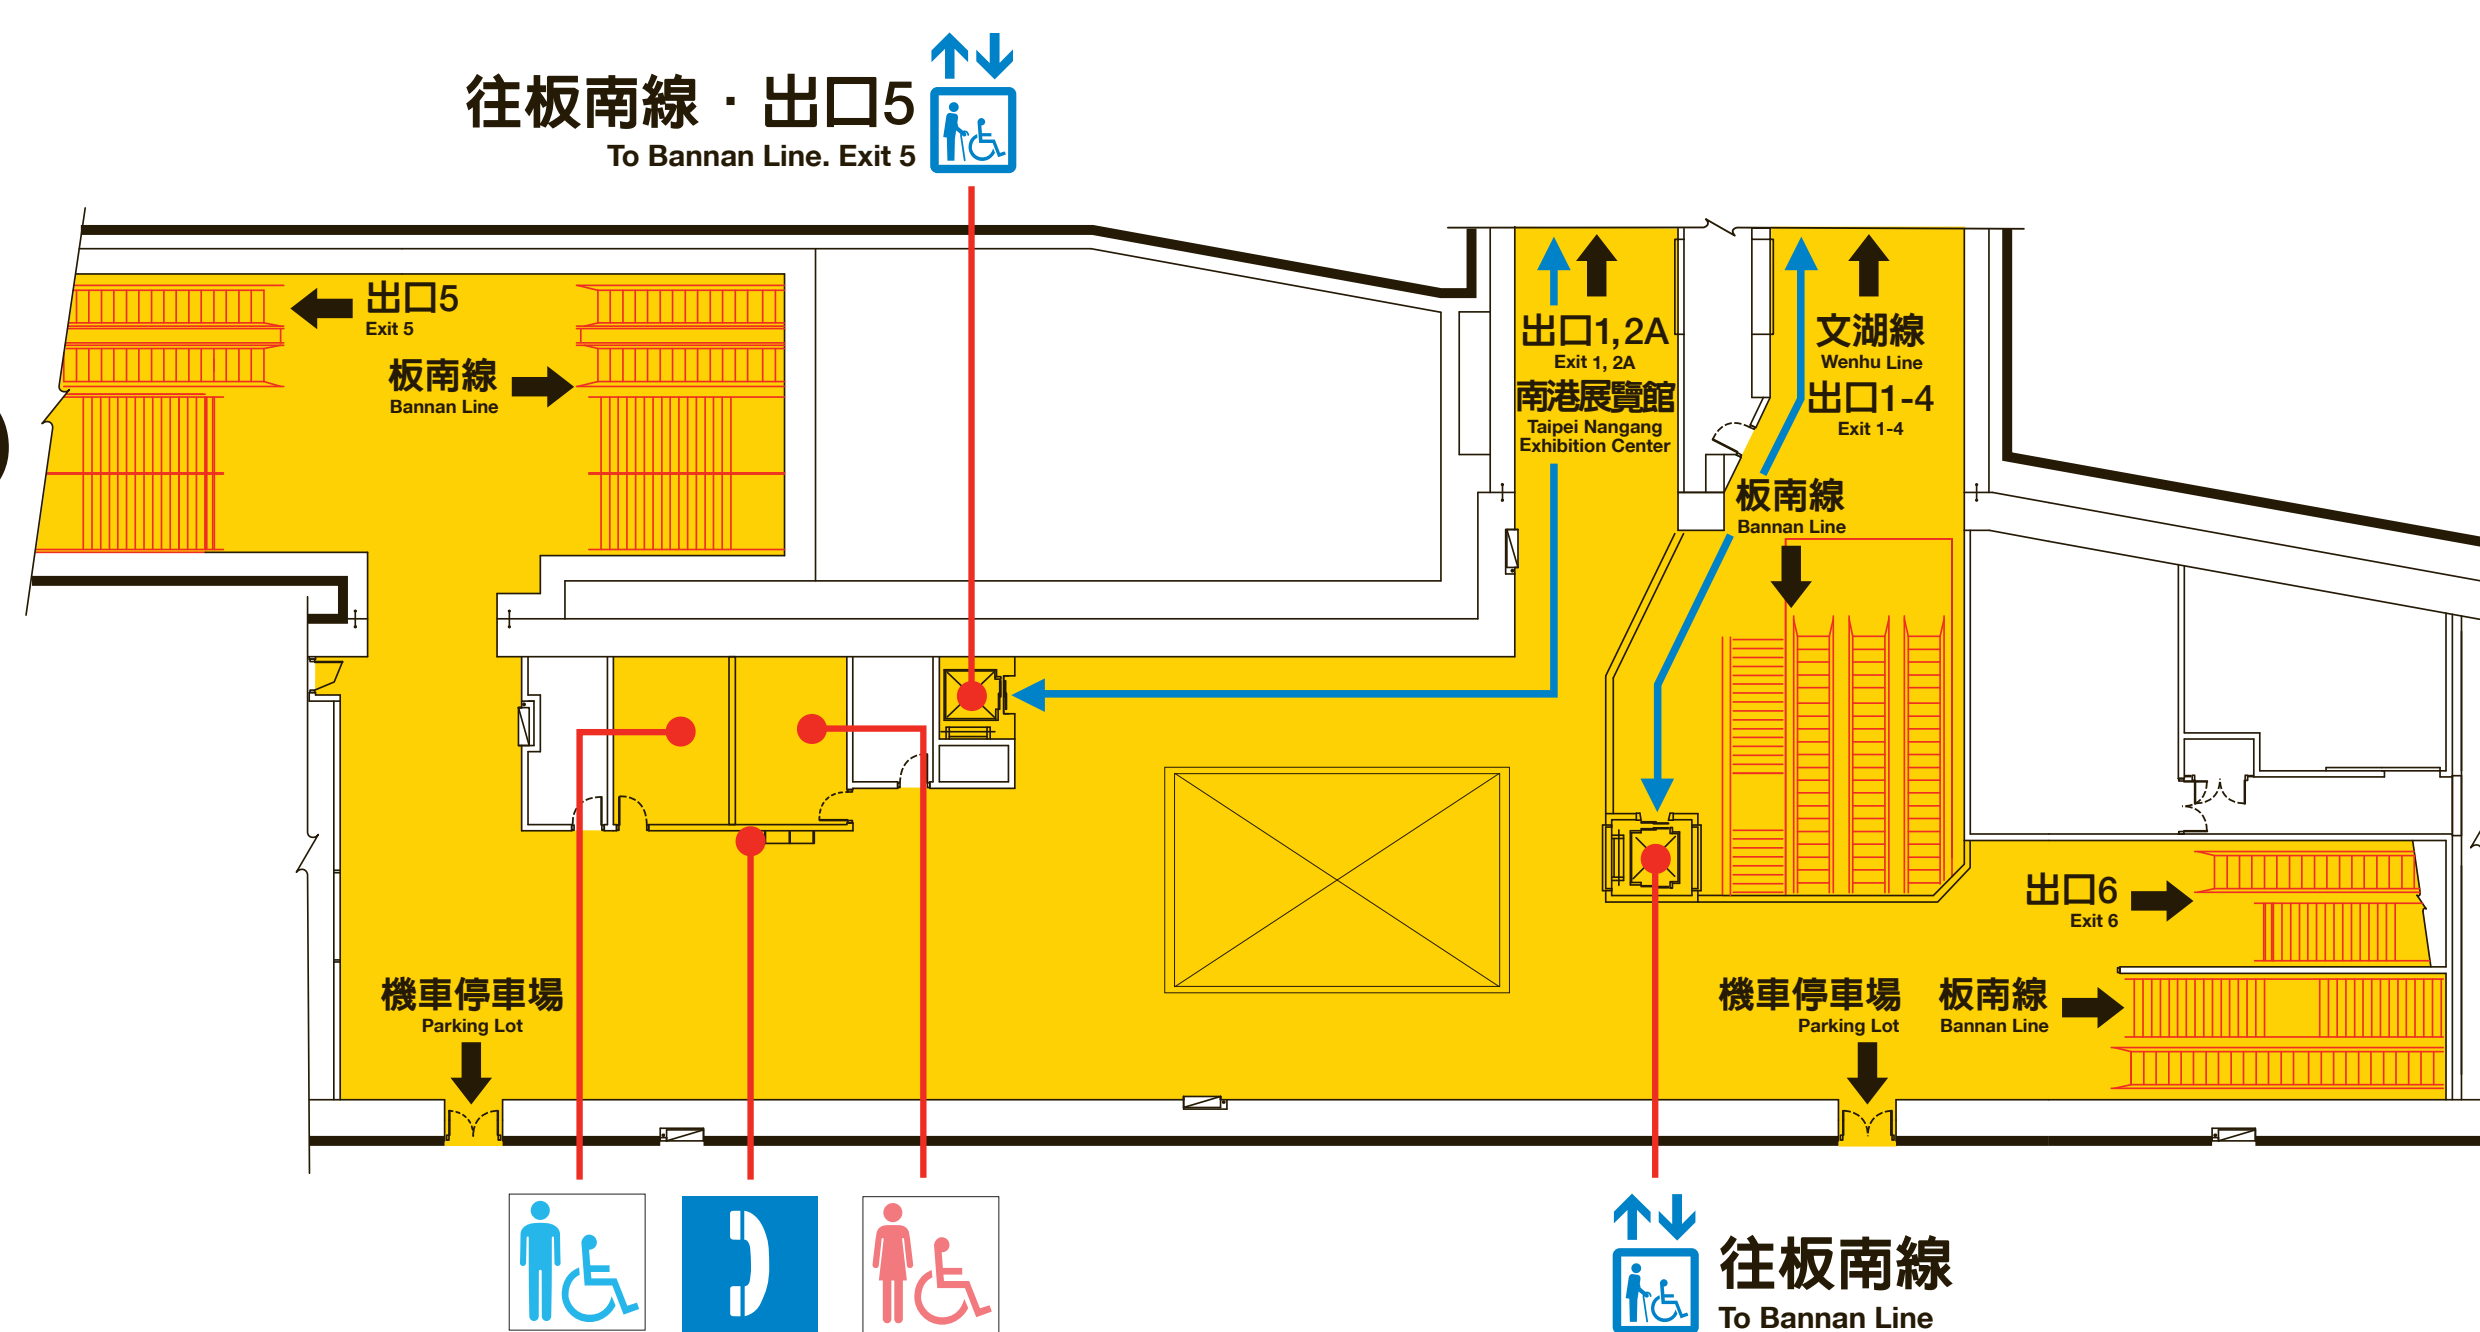 往板南線・出口5
To Bannan Line. Exit 5
出口5
Exit 5
板南線
Bannan Line
出口1,2A
Exit 1, 2A
南港展覽館
Taipei Nangang
Exhibition Center
文湖線
Wenhu Line
出口1-4
Exit 1-4
板南線
Bannan Line
出口6
Exit 6
機車停車場
Parking Lot
機車停車場
Parking Lot
板南線
Bannan Line
往板南線
To Bannan Line